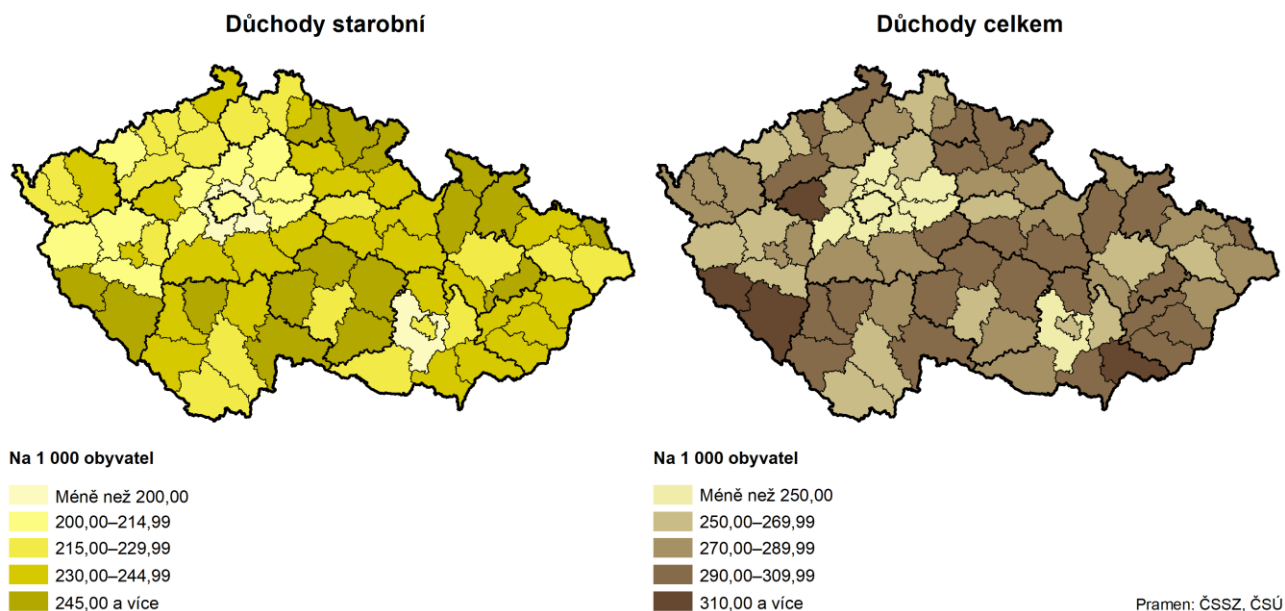 Důchody starobní
Důchody celkem
Na 1 000 obyvatel
Méně než 200,00
200,00–214,99
215,00–229,99
230,00–244,99
245,00 a více
Na 1 000 obyvatel
Méně než 250,00
250,00–269,99
270,00–289,99
290,00–309,99
310,00 a více
Pramen: ČSSZ, ČSÚ